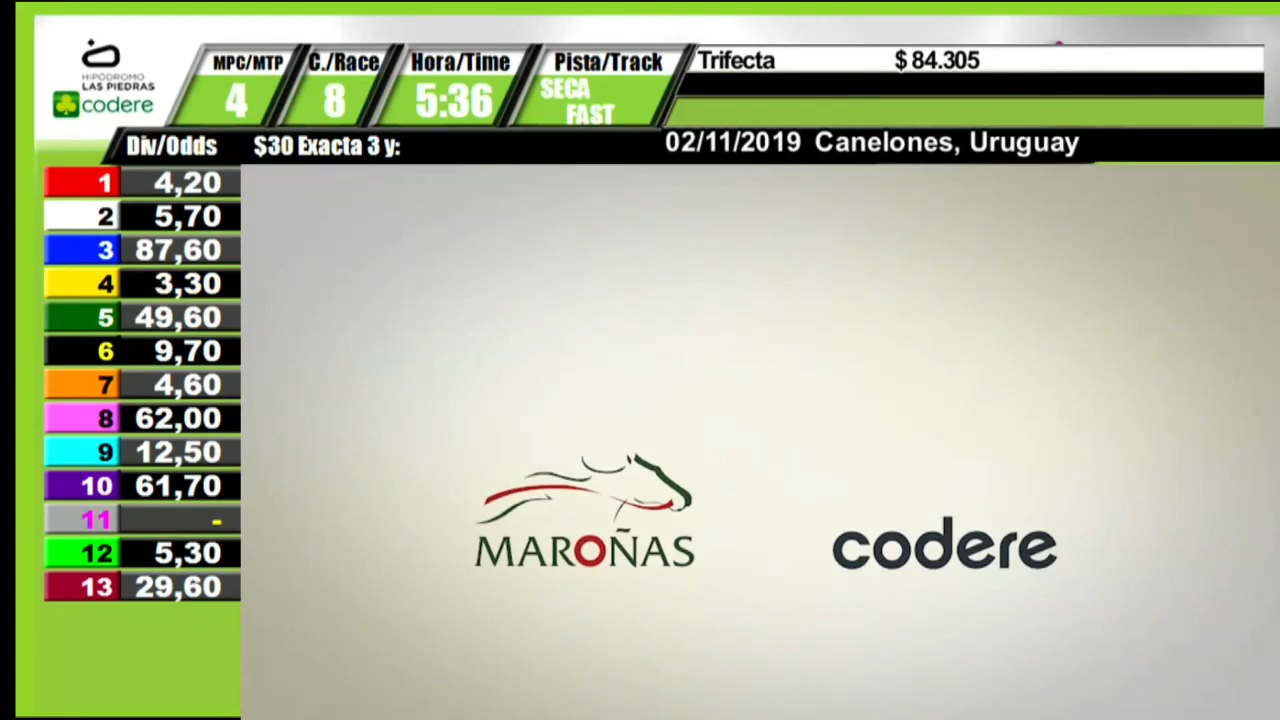 HIPÓDROMO
LAS PIEDRAS
codere
MPC/MTP
4
C./Race
8
Hora/Time
5:36
Pista/Track
SECA
FAST
Trifecta $ 84.305
Div/Odds $30 Exacta 3 y: 02/11/2019 Canelones, Uruguay
1 4,20
2 5,70
3 87,60
4 3,30
5 49,60
6 9,70
7 4,60
8 62,00
9 12,50
10 61,70
11 -
12 5,30
13 29,60
MAROÑAS
codere